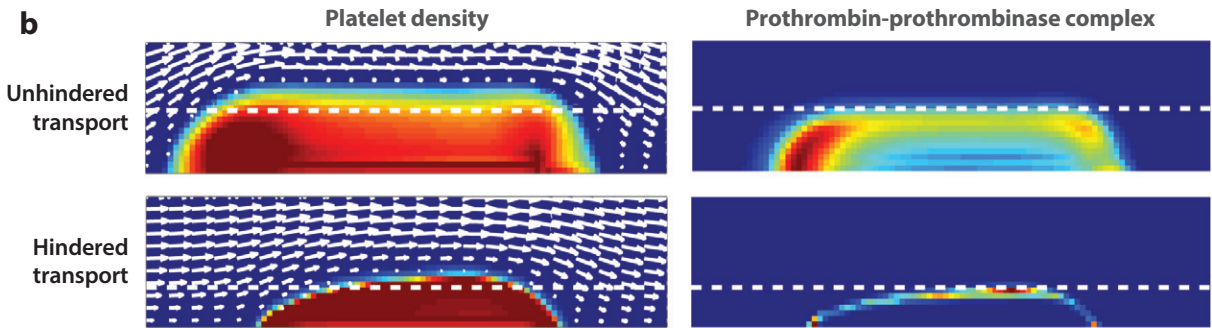 b
Platelet density
Prothrombin-prothrombinase complex
Unhindered
transport
Hindered
transport